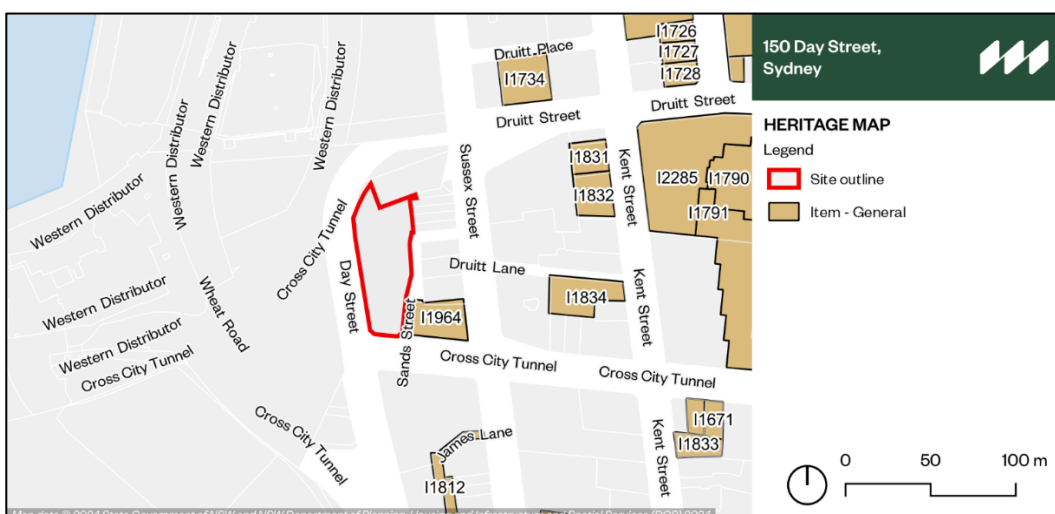 150 Day Street,
Sydney
HERITAGE MAP
Legend
Site outline
Item - General
0 50 100 m
Druitt Place
I1734
Druitt Street
I1726
I1727
I1728
Druitt Street
Western Distributor
Western Distributor
Western Distributor
Western Distributor
Western Distributor
Western Distributor
Wheat Road
Cross City Tunnel
Cross City Tunnel
Cross City Tunnel
Cross City Tunnel
Cross City Tunnel
Day Street
Sands Street
Sussex Street
Kent Street
Kent Street
Kent Street
Druitt Lane
James Lane
I1831
I1832
I2285
I1790
I1791
I1834
I1964
I1671
I1833
I1812